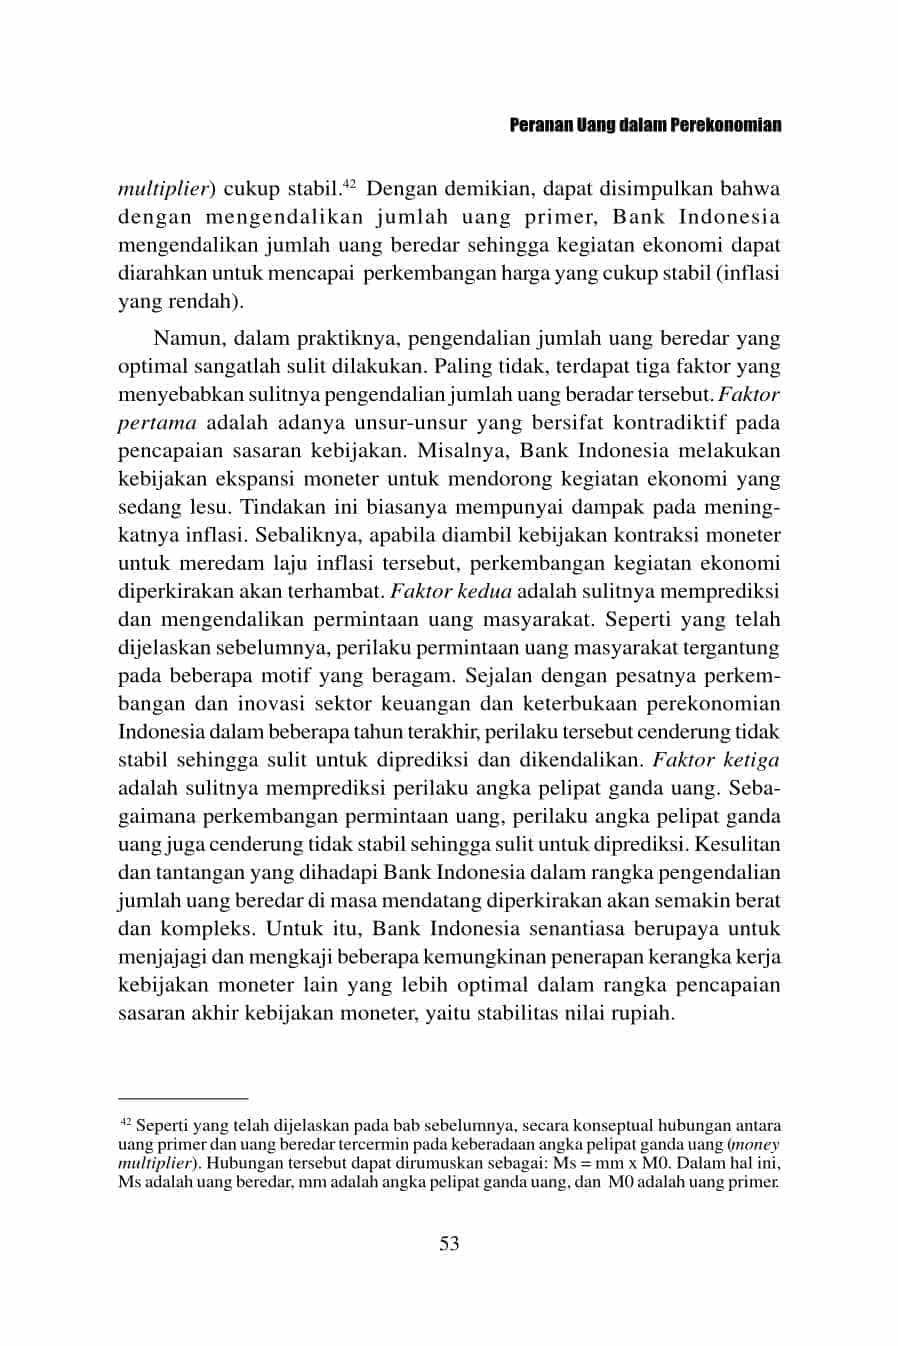 Peranan Uang dalam Perekonomian
multiplier) cukup stabil.42 Dengan demikian, dapat disimpulkan bahwa
dengan mengendalikan jumlah uang primer, Bank Indonesia
mengendalikan jumlah uang beredar sehingga kegiatan ekonomi dapat
diarahkan untuk mencapai perkembangan harga yang cukup stabil (inflasi
yang rendah).
Namun, dalam praktiknya, pengendalian jumlah uang beredar yang
optimal sangatlah sulit dilakukan. Paling tidak, terdapat tiga faktor yang
menyebabkan sulitnya pengendalian jumlah uang beradar tersebut. Faktor
pertama adalah adanya unsur-unsur yang bersifat kontradiktif pada
pencapaian sasaran kebijakan. Misalnya, Bank Indonesia melakukan
kebijakan ekspansi moneter untuk mendorong kegiatan ekonomi yang
sedang lesu. Tindakan ini biasanya mempunyai dampak pada mening-
katnya inflasi. Sebaliknya, apabila diambil kebijakan kontraksi moneter
untuk meredam laju inflasi tersebut, perkembangan kegiatan ekonomi
diperkirakan akan terhambat. Faktor kedua adalah sulitnya memprediksi
dan mengendalikan permintaan uang masyarakat. Seperti yang telah
dijelaskan sebelumnya, perilaku permintaan uang masyarakat tergantung
pada beberapa motif yang beragam. Sejalan dengan pesatnya perkem-
bangan dan inovasi sektor keuangan dan keterbukaan perekonomian
Indonesia dalam beberapa tahun terakhir, perilaku tersebut cenderung tidak
stabil sehingga sulit untuk diprediksi dan dikendalikan. Faktor ketiga
adalah sulitnya memprediksi perilaku angka pelipat ganda uang. Seba-
gaimana perkembangan permintaan uang, perilaku angka pelipat ganda
uang juga cenderung tidak stabil sehingga sulit untuk diprediksi. Kesulitan
dan tantangan yang dihadapi Bank Indonesia dalam rangka pengendalian
jumlah uang beredar di masa mendatang diperkirakan akan semakin berat
dan kompleks. Untuk itu, Bank Indonesia senantiasa berupaya untuk
menjajagi dan mengkaji beberapa kemungkinan penerapan kerangka kerja
kebijakan moneter lain yang lebih optimal dalam rangka pencapaian
sasaran akhir kebijakan moneter, yaitu stabilitas nilai rupiah.
42 Seperti yang telah dijelaskan pada bab sebelumnya, secara konseptual hubungan antara
uang primer dan uang beredar tercermin pada keberadaan angka pelipat ganda uang (money
multiplier). Hubungan tersebut dapat dirumuskan sebagai: Ms = mm x M0. Dalam hal ini,
Ms adalah uang beredar, mm adalah angka pelipat ganda uang, dan M0 adalah uang primer.
53